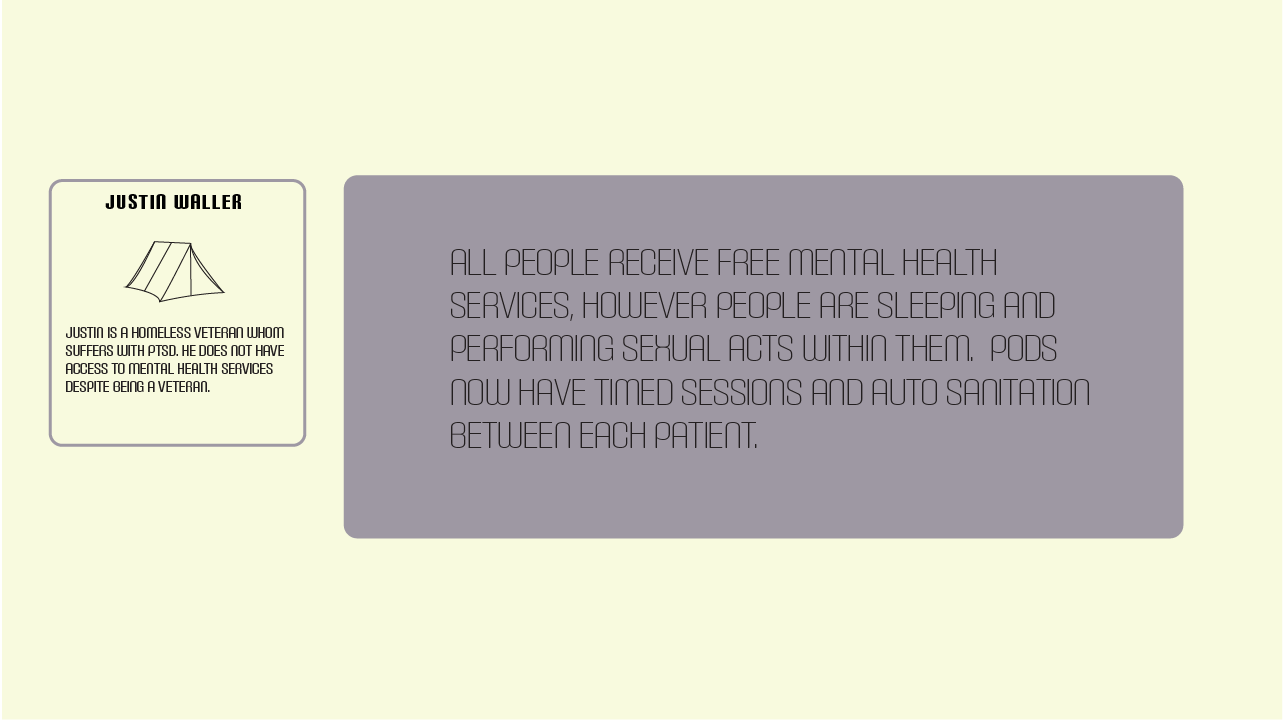 JUSTIN WALLER
JUSTIN IS A HOMELESS VETERAN WHOM
SUFFERS WITH PTSD. HE DOES NOT HAVE
ACCESS TO MENTAL HEALTH SERVICES
DESPITE BEING A VETERAN.
ALL PEOPLE RECEIVE FREE MENTAL HEALTH
SERVICES, HOWEVER PEOPLE ARE SLEEPING AND
PERFORMING SEXUAL ACTS WITHIN THEM.  PODS
NOW HAVE TIMED SESSIONS AND AUTO SANITATION
BETWEEN EACH PATIENT.